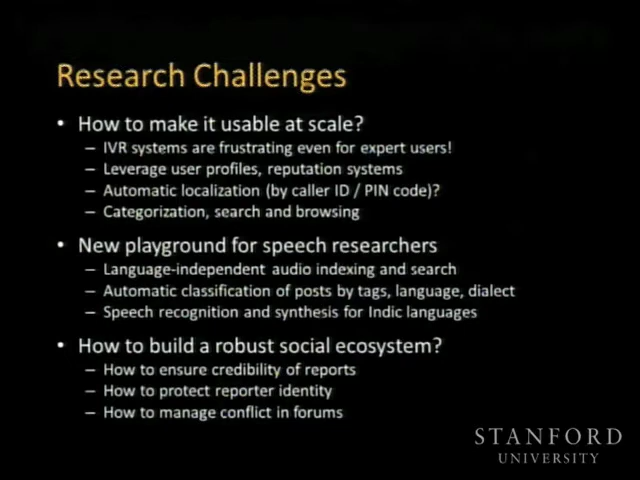 Research Challenges
• How to make it usable at scale?
– IVR systems are frustrating even for expert users!
– Leverage user profiles, reputation systems
– Automatic localization (by caller ID / PIN code)?
– Categorization, search and browsing
• New playground for speech researchers
– Language-independent audio indexing and search
– Automatic classification of posts by tags, language, dialect
– Speech recognition and synthesis for Indic languages
• How to build a robust social ecosystem?
– How to ensure credibility of reports
– How to protect reporter identity
– How to manage conflict in forums
STANFORD
UNIVERSITY